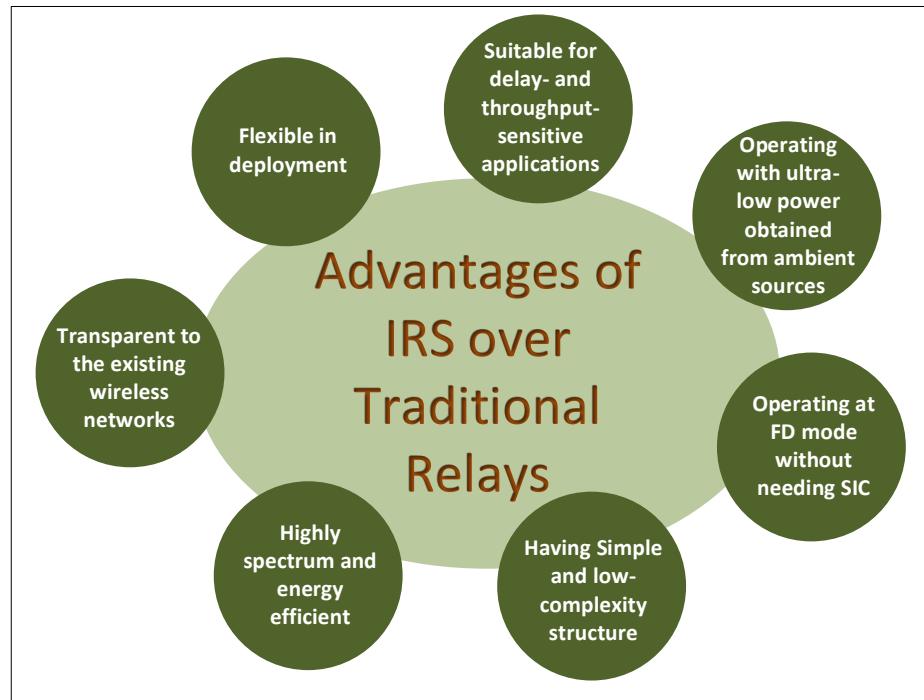 Advantages of
IRS over
Traditional
Relays
Suitable for
delay- and
throughput-
sensitive
applications
Operating
with ultra-
low power
obtained
from ambient
sources
Operating at
FD mode
without
needing SIC
Having Simple
and low-
complexity
structure
Highly
spectrum and
energy
efficient
Transparent to
the existing
wireless
networks
Flexible in
deployment